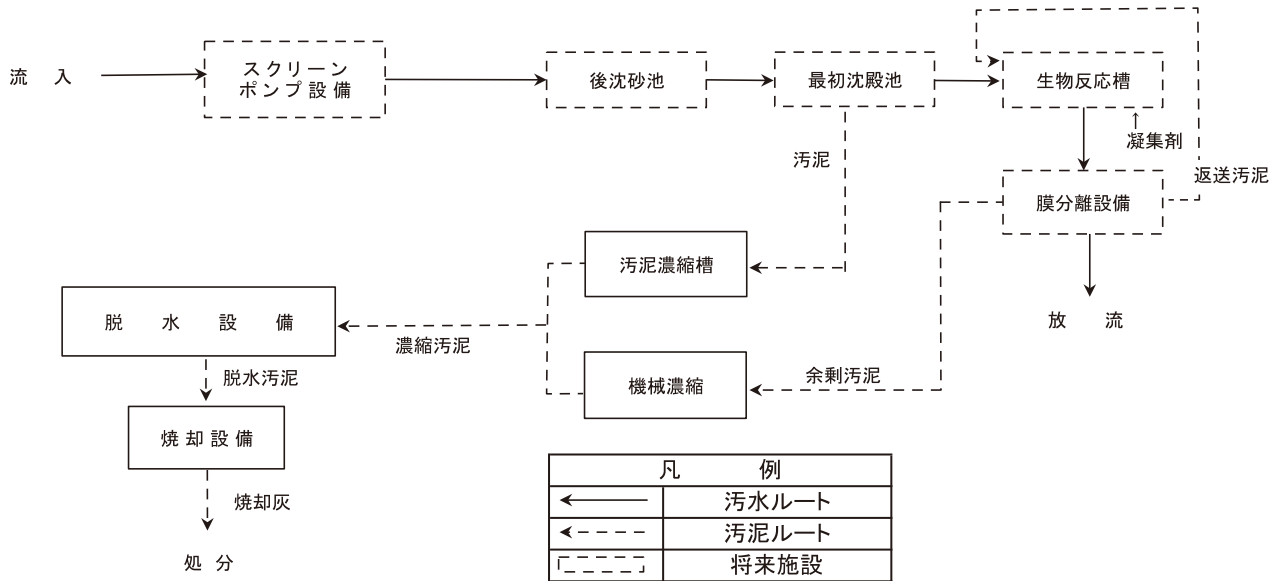 流 入
スクリーン
ポンプ設備
後沈砂池
最初沈殿池
生物反応槽
凝集剤
返送汚泥
膜分離設備
放 流
汚泥
汚泥濃縮槽
機械濃縮
余剰汚泥
濃縮汚泥
脱 水 設 備
脱水汚泥
焼却設備
焼却灰
処 分
凡 例
汚水ルート
汚泥ルート
将来施設